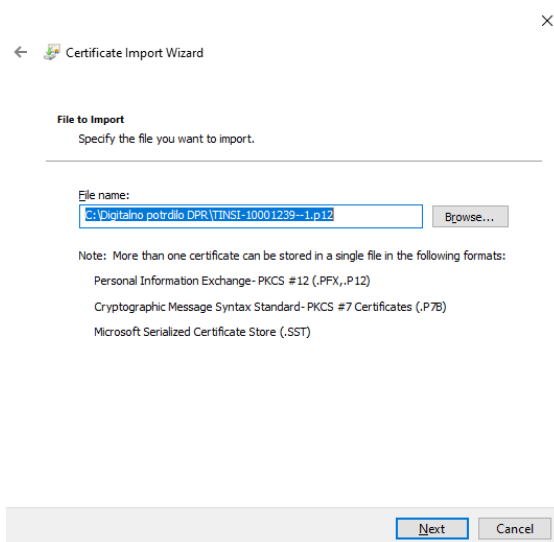 Certificate Import Wizard
File to Import
Specify the file you want to import.
File name:
C:\Digitalno potrdilo DPR\TINSI-10001239--1.p12
Browse...
Note: More than one certificate can be stored in a single file in the following formats:
Personal Information Exchange- PKCS #12 (.PFX,.P12)
Cryptographic Message Syntax Standard- PKCS #7 Certificates (.P7B)
Microsoft Serialized Certificate Store (.SST)
Next
Cancel